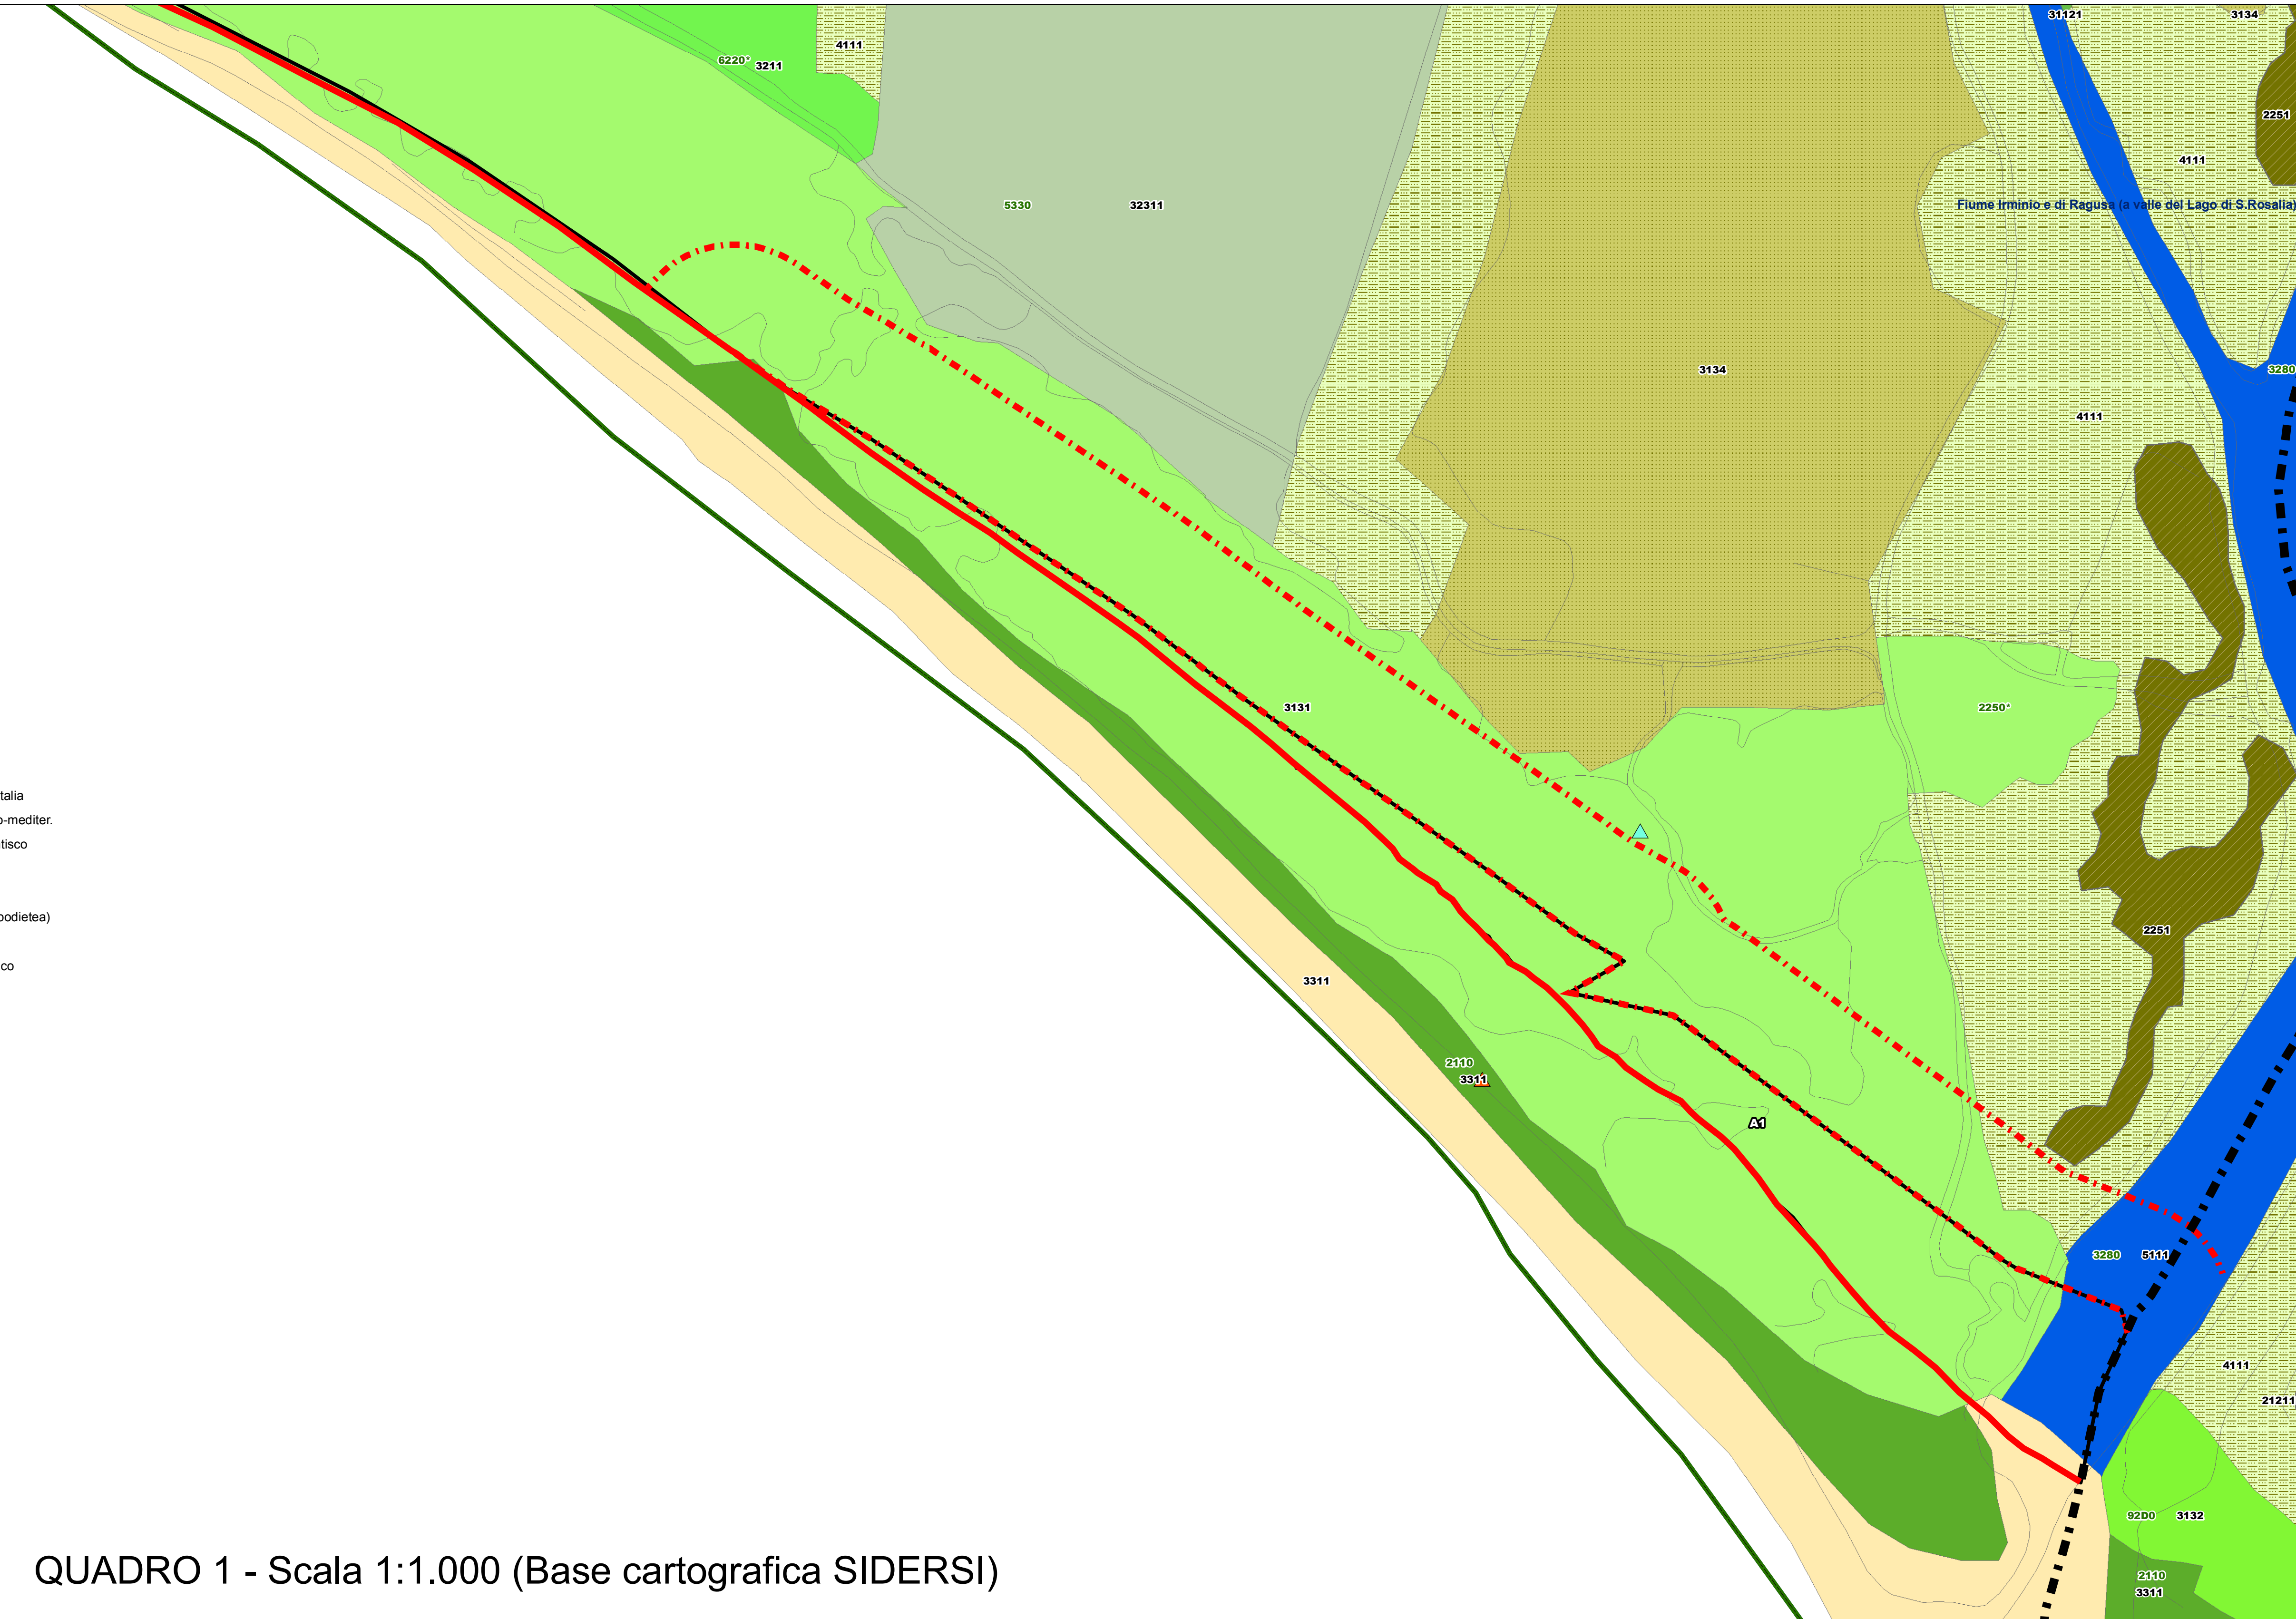 31121
3134
4111
6220*
3211
2251
4111
5330
32311
Fiume Irminio e di Ragusa (a valle del Lago di S.Rosalia)
3134
3280
4111
3131
2250*
talia
o-mediter.
tisco
podietea)
2251
co
3311
2110
3311
A1
3280
5111
4111
21211
92D0
3132
QUADRO 1 - Scala 1:1.000 (Base cartografica SIDERSI)
2110
3311